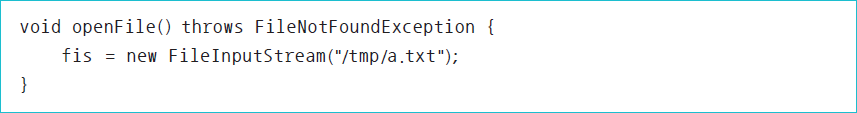 void openFile() throws FileNotFoundException {
    fis = new FileInputStream("/tmp/a.txt");
}